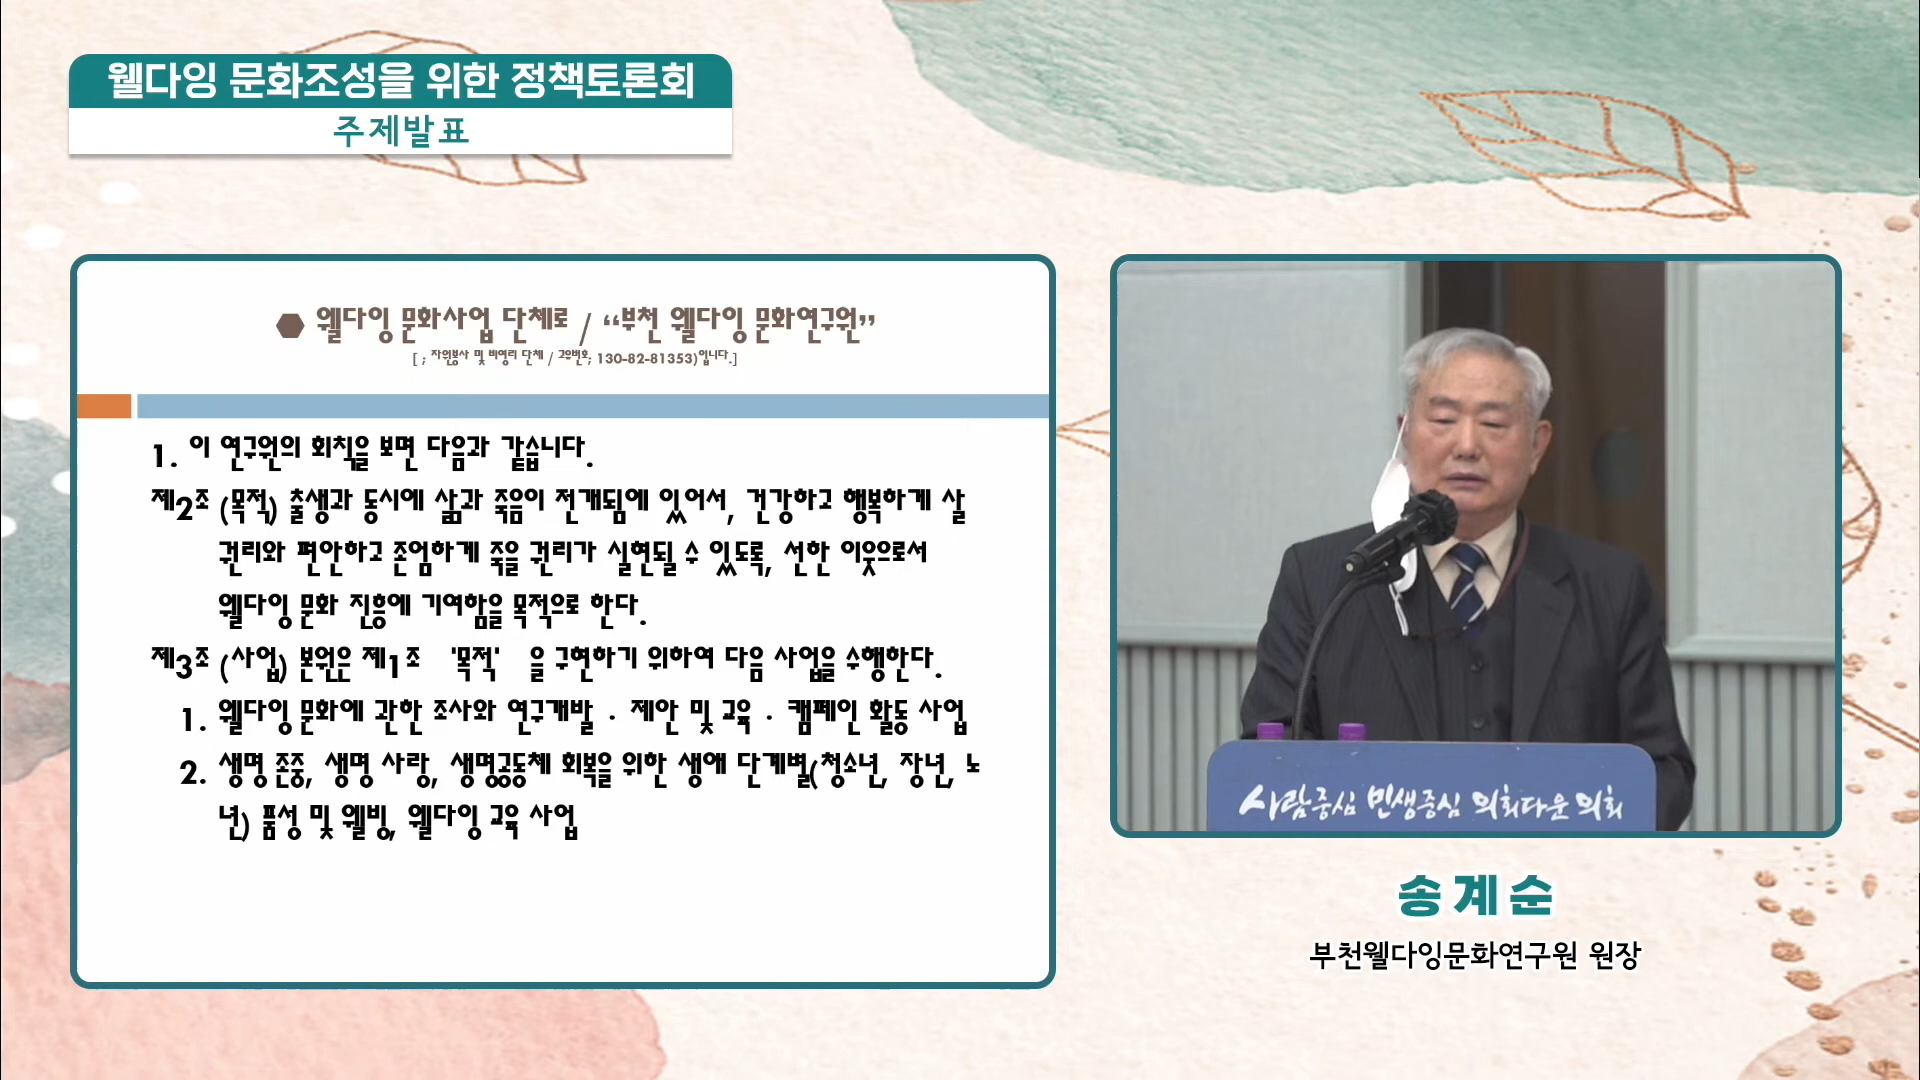 웰다잉 문화조성을 위한 정책토론회
주제발표
웰다잉 문화사업 단체로 / “부천 웰다잉 문화연구원”
[ ; 자원봉사 및 비영리 단체 / 고유번호; 130-82-81353)입니다.]
1. 이 연구원의 회칙을 보면 다음과 같습니다.
제2조 (목적) 출생과 동시에 삶과 죽음이 전개됨에 있어서, 건강하고 행복하게 살
권리와 편안하고 존엄하게 죽을 권리가 실현될 수 있도록, 선한 이웃으로서
웰다잉 문화 진흥에 기여함을 목적으로 한다.
제3조 (사업) 본원은 제1조 '목적' 을 구현하기 위하여 다음 사업을 수행한다.
1. 웰다잉 문화에 관한 조사와 연구개발 · 제안 및 교육 · 캠페인 활동 사업
2. 생명 존중, 생명 사랑, 생명공동체 회복을 위한 생애 단계별(청소년, 장년, 노
년) 품성 및 웰빙, 웰다잉 교육 사업
사람중심 민생중심 의회다운 의회
송계순
부천웰다잉문화연구원 원장